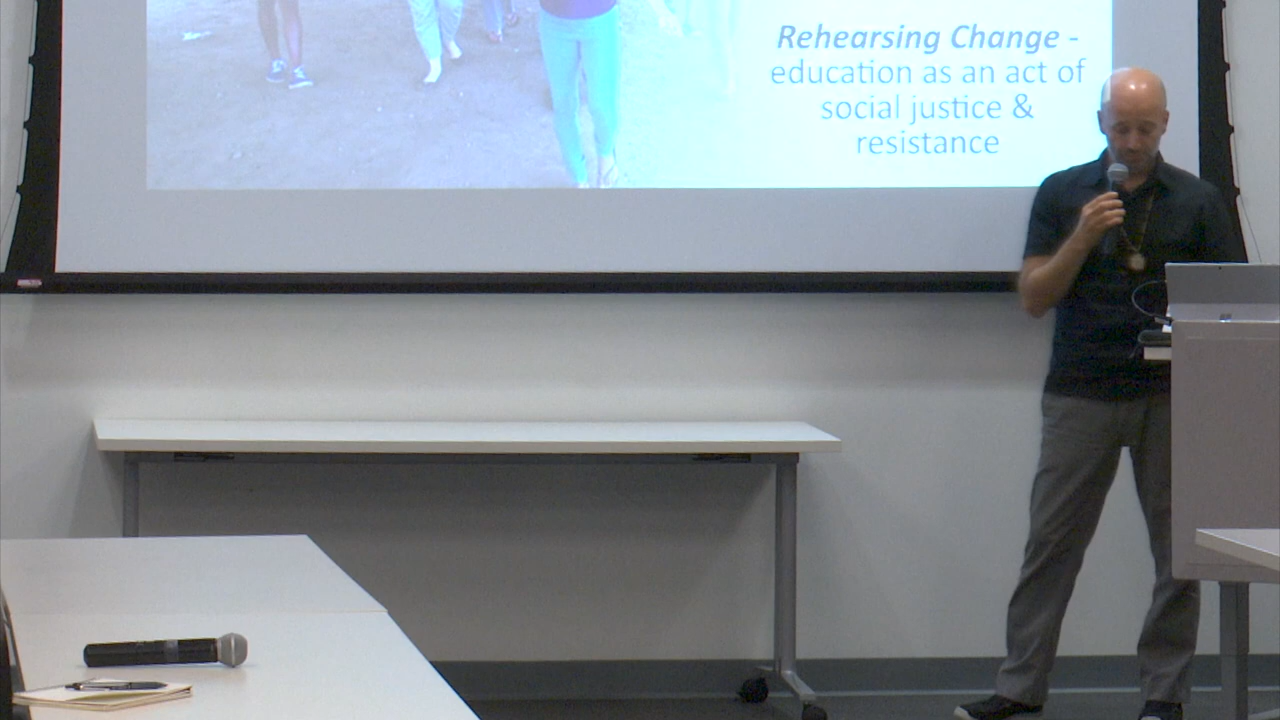 Rehearsing Change -
education as an act of
social justice &
resistance